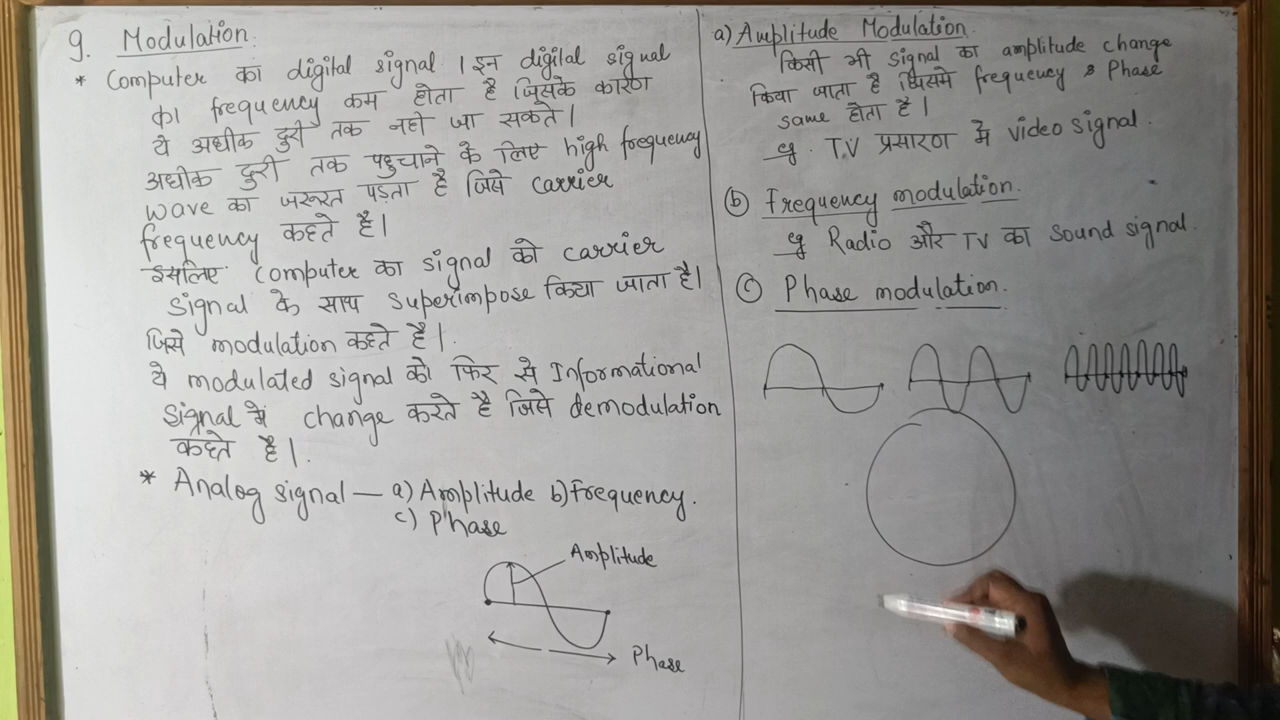 9. Modulation.
* Computer का digital signal । इन digital signal
का frequency कम होता है जिसके कारण
ये अधीक दुरी तक नही जा सकते।
अधीक दुरी तक पहुचाने के लिए high frequency
wave का जरूरत पड़ता है जिसे carrier
frequency कहते है।
इसलिए computer का signal को carrier
signal के साथ superimpose किया जाता है।
जिसे modulation कहते है।
ये modulated signal को फिर से Informational
signal में change करते है जिसे demodulation
कहते है।.
* Analog signal — a) Amplitude b) Frequency.
c) Phase
Amplitude
Phase
a) Amplitude Modulation.
किसी भी signal का amplitude change
किया जाता है जिसमे frequency & Phase
same होता है।
eg. T.V प्रसारण मे video signal.
(b) Frequency modulation.
eg Radio और TV का sound signal.
(c) Phase modulation.